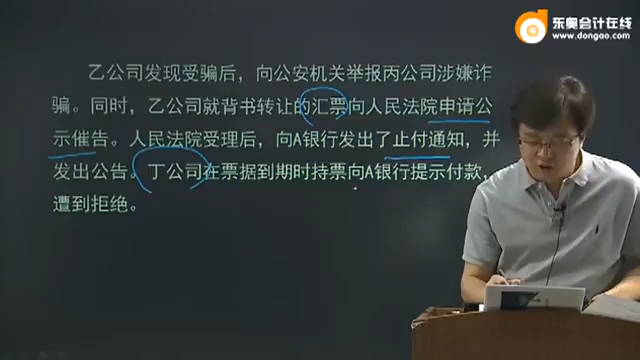 东奥会计在线
www.dongao.com
乙公司发现受骗后，向公安机关举报丙公司涉嫌诈
骗。同时，乙公司就背书转让的汇票向人民法院申请公
示催告。人民法院受理后，向A银行发出了止付通知，并
发出公告。丁公司在票据到期时持票向A银行提示付款，
遭到拒绝。